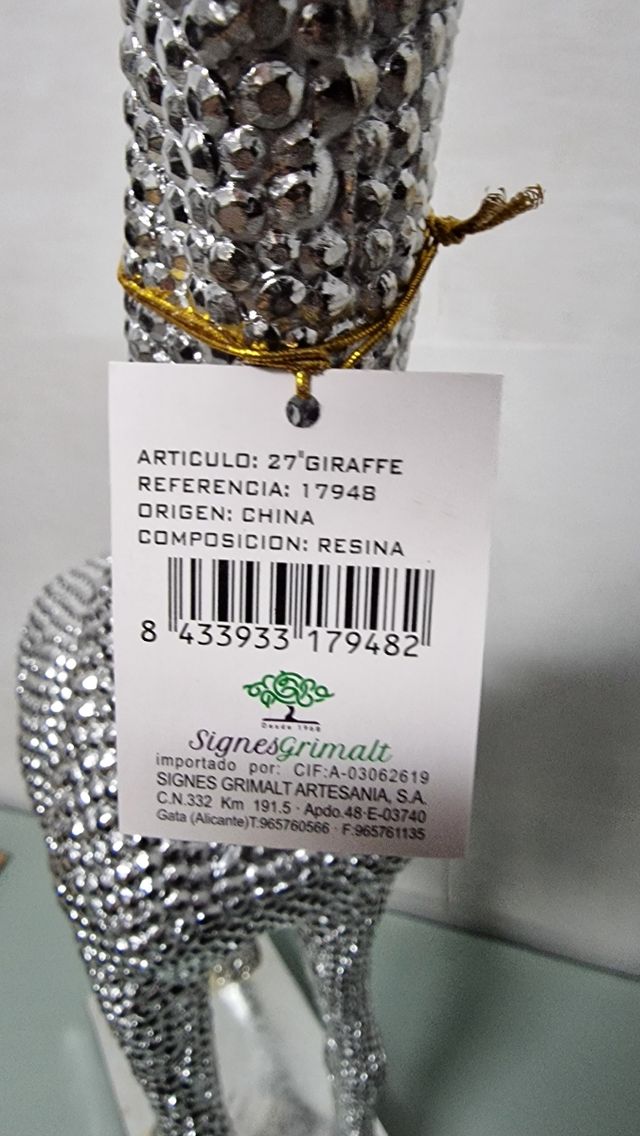 ARTICULO: 27"GIRAFFE
REFERENCIA: 17948
ORIGEN: CHINA
COMPOSICION: RESINA
8 433933 179482
Desde 1968
SignesGrimalt
importado por: CIF:A-03062619
SIGNES GRIMALT ARTESANIA, S.A.
C.N.332 Km 191.5 · Apdo.48·E-03740
Gata (Alicante)T:965760566 · F:965761135